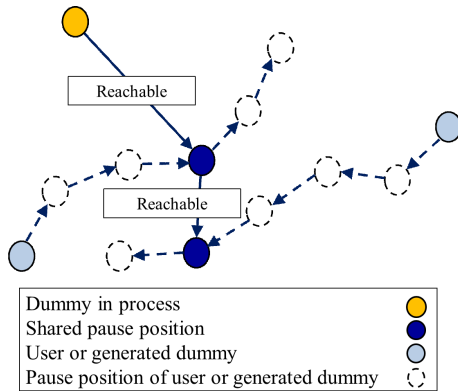 Reachable
Reachable
Dummy in process
Shared pause position
User or generated dummy
Pause position of user or generated dummy